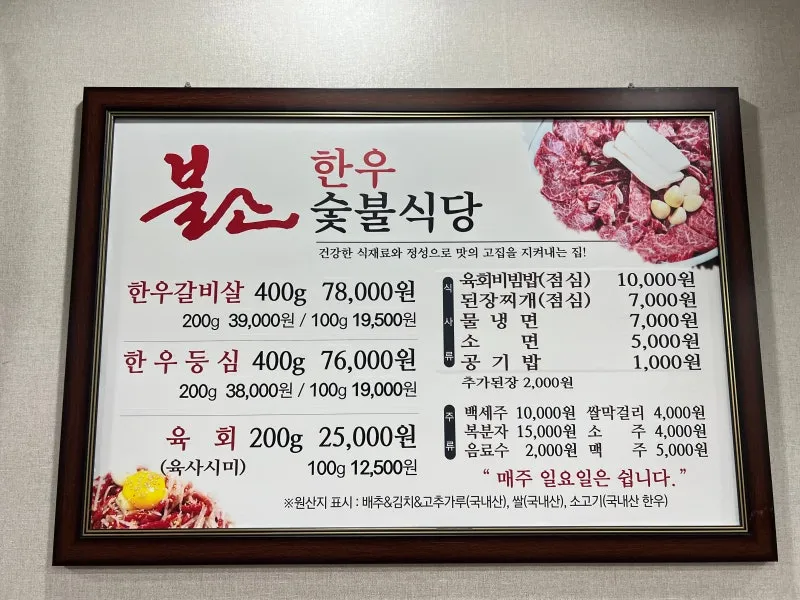 불소
한우
숯불식당
건강한 식재료와 정성으로 맛의 고집을 지켜내는 집!
한우갈비살 400g 78,000원
200g 39,000원 / 100g 19,500원
한우등심 400g 76,000원
200g 38,000원 / 100g 19,000원
육 회 200g 25,000원
(육사시미) 100g 12,500원
식사류
육회비빔밥(점심) 10,000원
된장찌개(점심) 7,000원
물 냉 면 7,000원
소 면 5,000원
공 기 밥 1,000원
추가된장 2,000원
주류
백세주 10,000원 쌀막걸리 4,000원
복분자 15,000원 소 주 4,000원
음료수 2,000원 맥 주 5,000원
“ 매주 일요일은 쉽니다. ”
※원산지 표시 : 배추&김치&고추가루(국내산), 쌀(국내산), 소고기(국내산 한우)